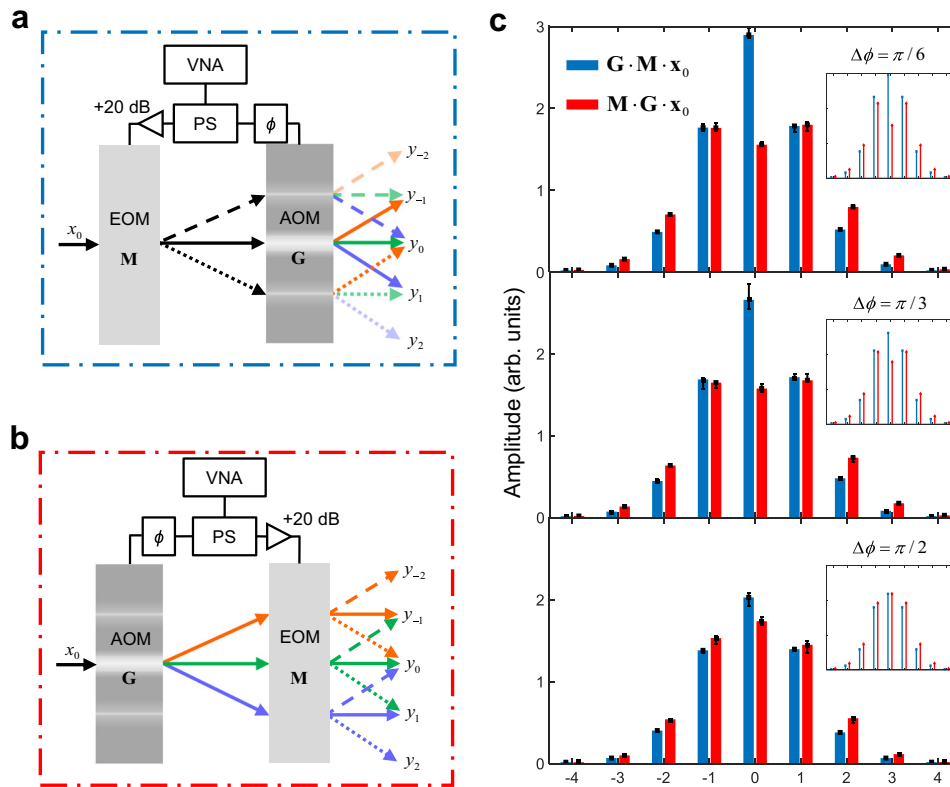 a
VNA
+20 dB
PS
ϕ
EOM
M
AOM
G
x₀
y₋₂
y₋₁
y₀
y₁
y₂
b
VNA
+20 dB
ϕ
PS
AOM
G
EOM
M
x₀
y₋₂
y₋₁
y₀
y₁
y₂
c
Amplitude (arb. units)
G · M · x₀
M · G · x₀
Δϕ = π / 6
3
2
1
0
Δϕ = π / 3
2
1
0
Δϕ = π / 2
2
1
0
-4 -3 -2 -1 0 1 2 3 4